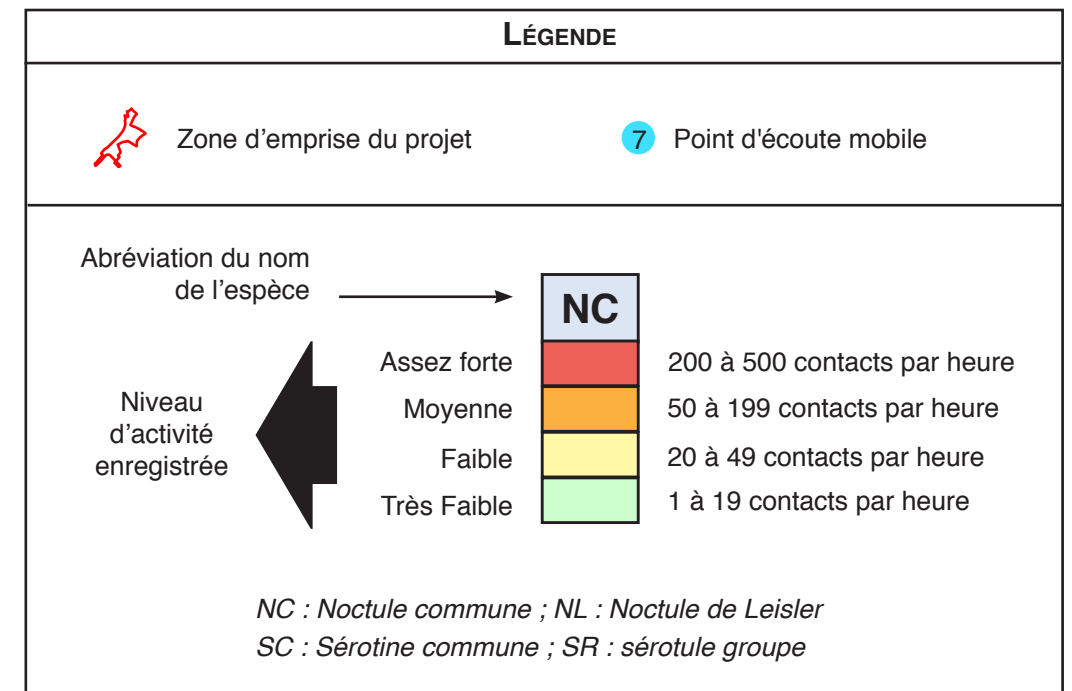 LÉGENDE
Zone d’emprise du projet
7 Point d'écoute mobile
Abréviation du nom
de l’espèce
NC
Niveau
d’activité
enregistrée
Assez forte 200 à 500 contacts par heure
Moyenne 50 à 199 contacts par heure
Faible 20 à 49 contacts par heure
Très Faible 1 à 19 contacts par heure
NC : Noctule commune ; NL : Noctule de Leisler
SC : Sérotine commune ; SR : sérotule groupe